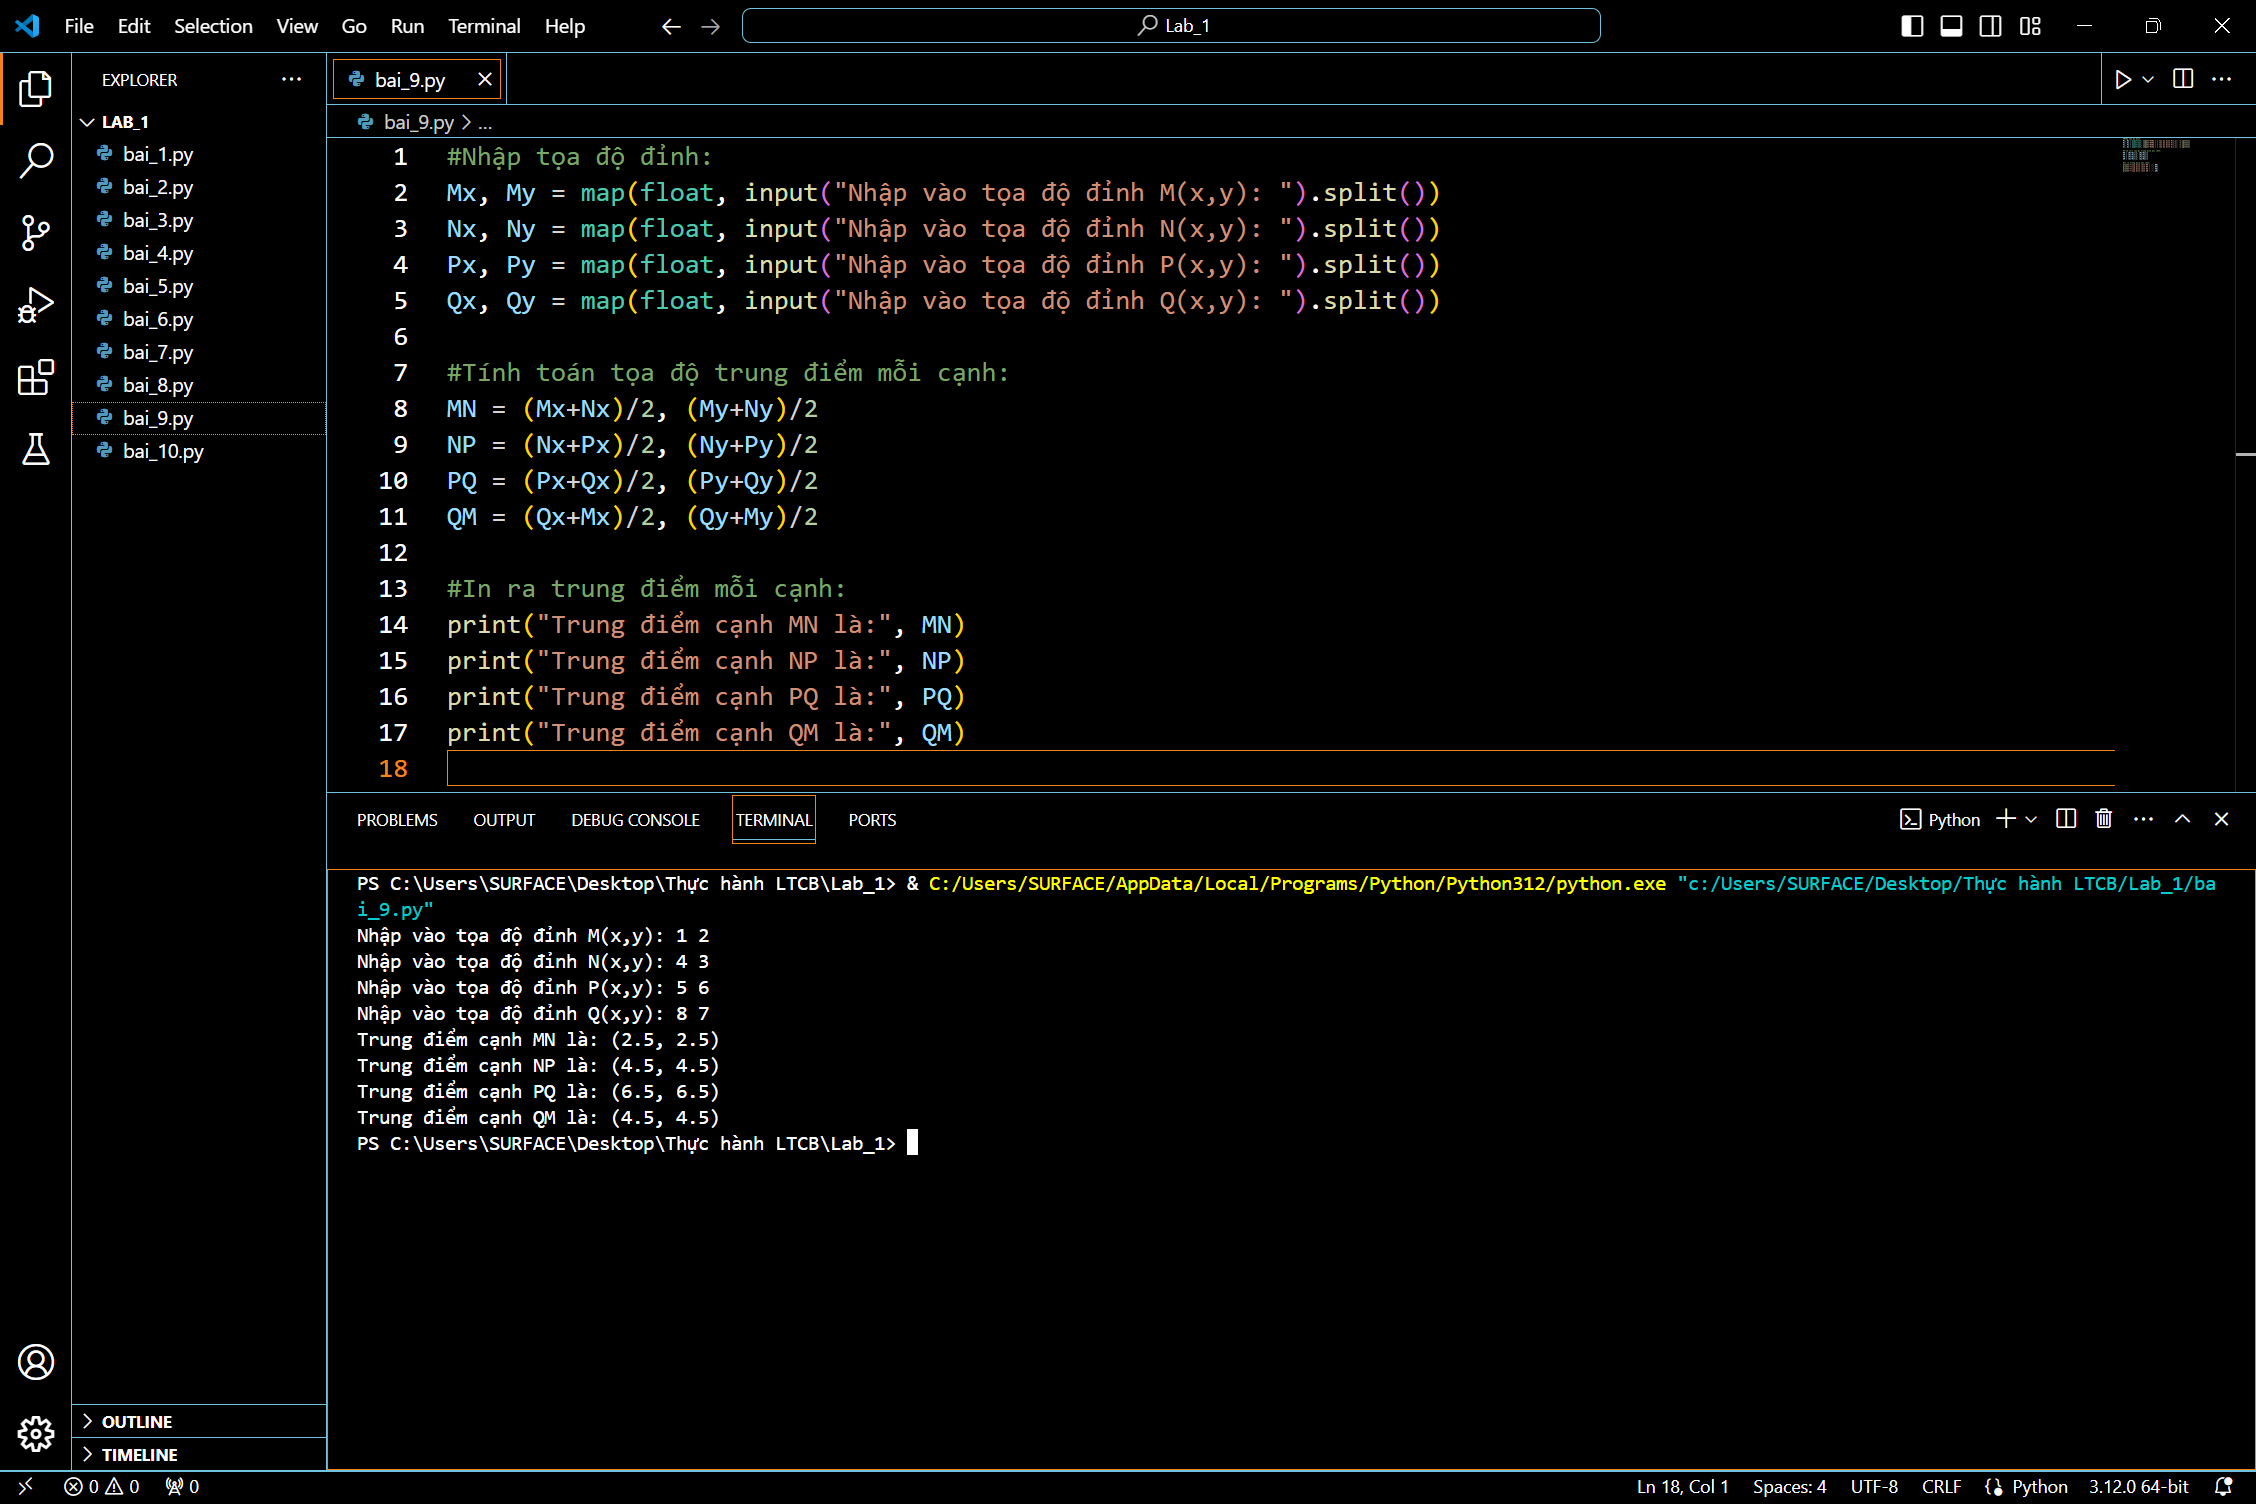 File Edit Selection View Go Run Terminal Help Lab_1
EXPLORER
LAB_1
bai_1.py
bai_2.py
bai_3.py
bai_4.py
bai_5.py
bai_6.py
bai_7.py
bai_8.py
bai_9.py
bai_10.py
OUTLINE
TIMELINE
bai_9.py
bai_9.py > ...
1 #Nhập tọa độ đỉnh:
2 Mx, My = map(float, input("Nhập vào tọa độ đỉnh M(x,y): ").split())
3 Nx, Ny = map(float, input("Nhập vào tọa độ đỉnh N(x,y): ").split())
4 Px, Py = map(float, input("Nhập vào tọa độ đỉnh P(x,y): ").split())
5 Qx, Qy = map(float, input("Nhập vào tọa độ đỉnh Q(x,y): ").split())
6
7 #Tính toán tọa độ trung điểm mỗi cạnh:
8 MN = (Mx+Nx)/2, (My+Ny)/2
9 NP = (Nx+Px)/2, (Ny+Py)/2
10 PQ = (Px+Qx)/2, (Py+Qy)/2
11 QM = (Qx+Mx)/2, (Qy+My)/2
12
13 #In ra trung điểm mỗi cạnh:
14 print("Trung điểm cạnh MN là:", MN)
15 print("Trung điểm cạnh NP là:", NP)
16 print("Trung điểm cạnh PQ là:", PQ)
17 print("Trung điểm cạnh QM là:", QM)
18
PROBLEMS OUTPUT DEBUG CONSOLE TERMINAL PORTS Python
PS C:\Users\SURFACE\Desktop\Thực hành LTCB\Lab_1> & C:/Users/SURFACE/AppData/Local/Programs/Python/Python312/python.exe "c:/Users/SURFACE/Desktop/Thực hành LTCB/Lab_1/ba
i_9.py"
Nhập vào tọa độ đỉnh M(x,y): 1 2
Nhập vào tọa độ đỉnh N(x,y): 4 3
Nhập vào tọa độ đỉnh P(x,y): 5 6
Nhập vào tọa độ đỉnh Q(x,y): 8 7
Trung điểm cạnh MN là: (2.5, 2.5)
Trung điểm cạnh NP là: (4.5, 4.5)
Trung điểm cạnh PQ là: (6.5, 6.5)
Trung điểm cạnh QM là: (4.5, 4.5)
PS C:\Users\SURFACE\Desktop\Thực hành LTCB\Lab_1>
0 0 0 Ln 18, Col 1 Spaces: 4 UTF-8 CRLF Python 3.12.0 64-bit